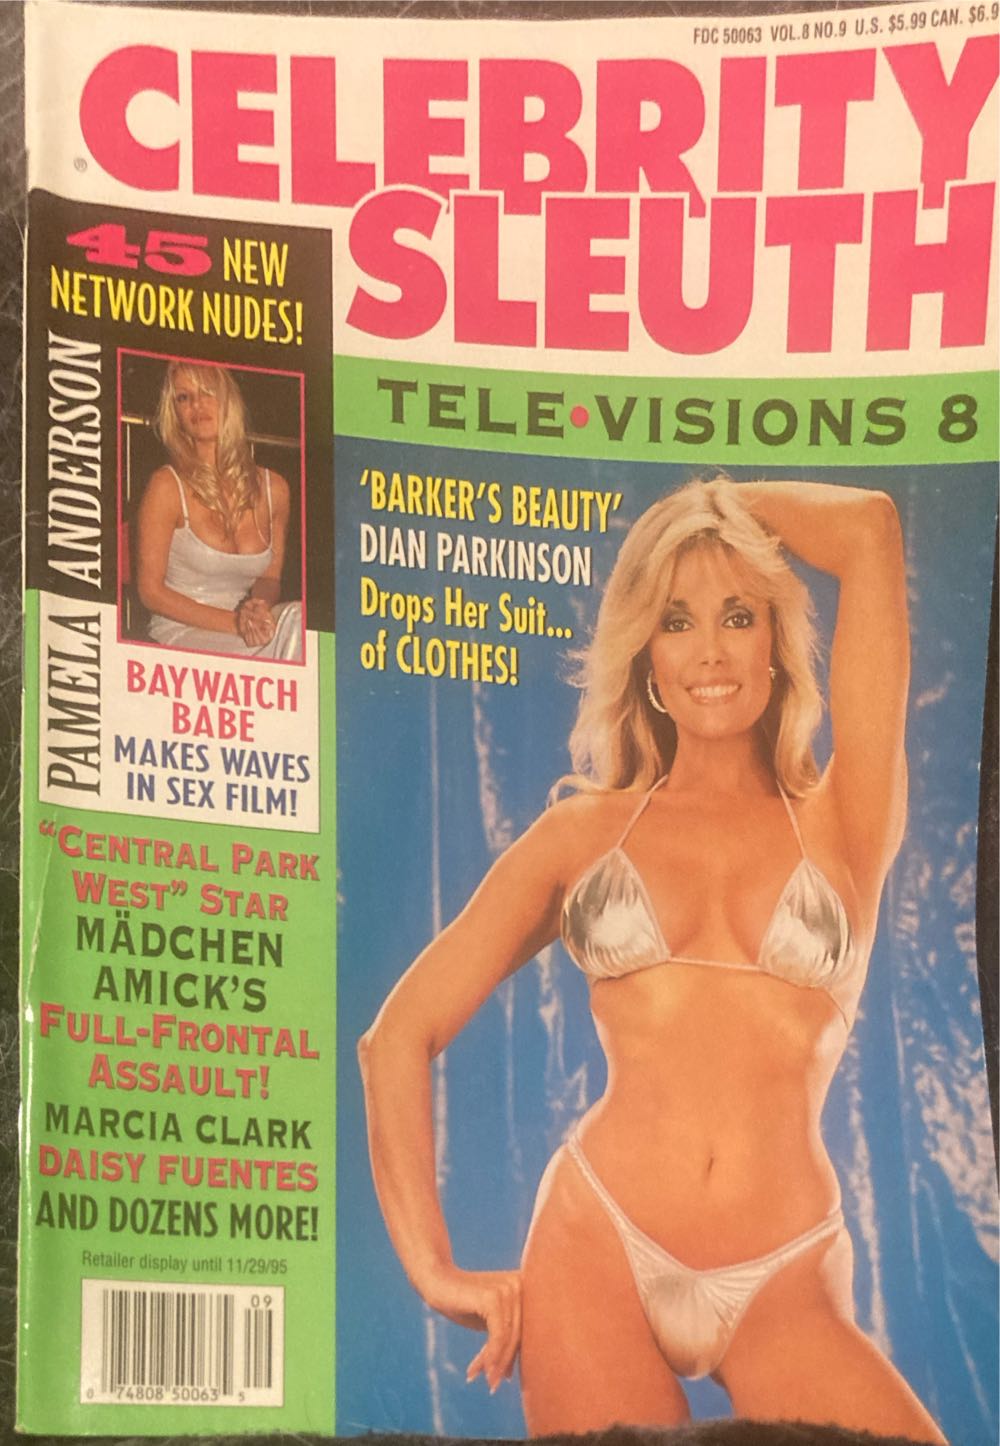 FDC 50063 VOL.8 NO.9 U.S. $5.99 CAN. $6.9
CELEBRITY
®
SLEUTH
45 NEW
NETWORK NUDES!
PAMELA ANDERSON
BAYWATCH
BABE
MAKES WAVES
IN SEX FILM!
TELE•VISIONS 8
'BARKER'S BEAUTY'
DIAN PARKINSON
Drops Her Suit...
of CLOTHES!
"CENTRAL PARK
WEST" STAR
MÄDCHEN
AMICK'S
FULL-FRONTAL
ASSAULT!
MARCIA CLARK
DAISY FUENTES
AND DOZENS MORE!
Retailer display until 11/29/95
09
0 74808 50063 5